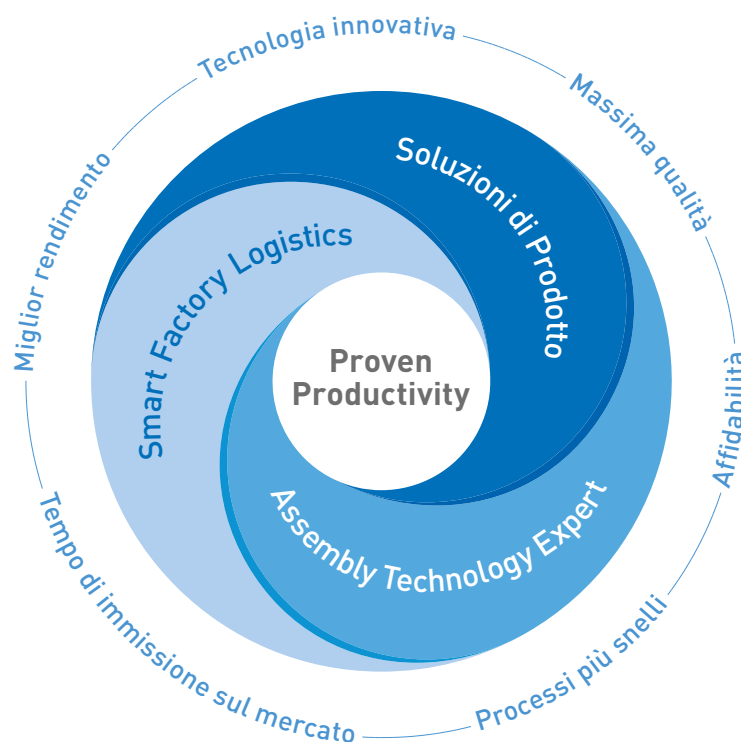 Tecnologia innovativa
Massima qualità
Affidabilità
Processi più snelli
Tempo di immissione sul mercato
Miglior rendimento
Soluzioni di Prodotto
Assembly Technology Expert
Smart Factory Logistics
Proven
Productivity